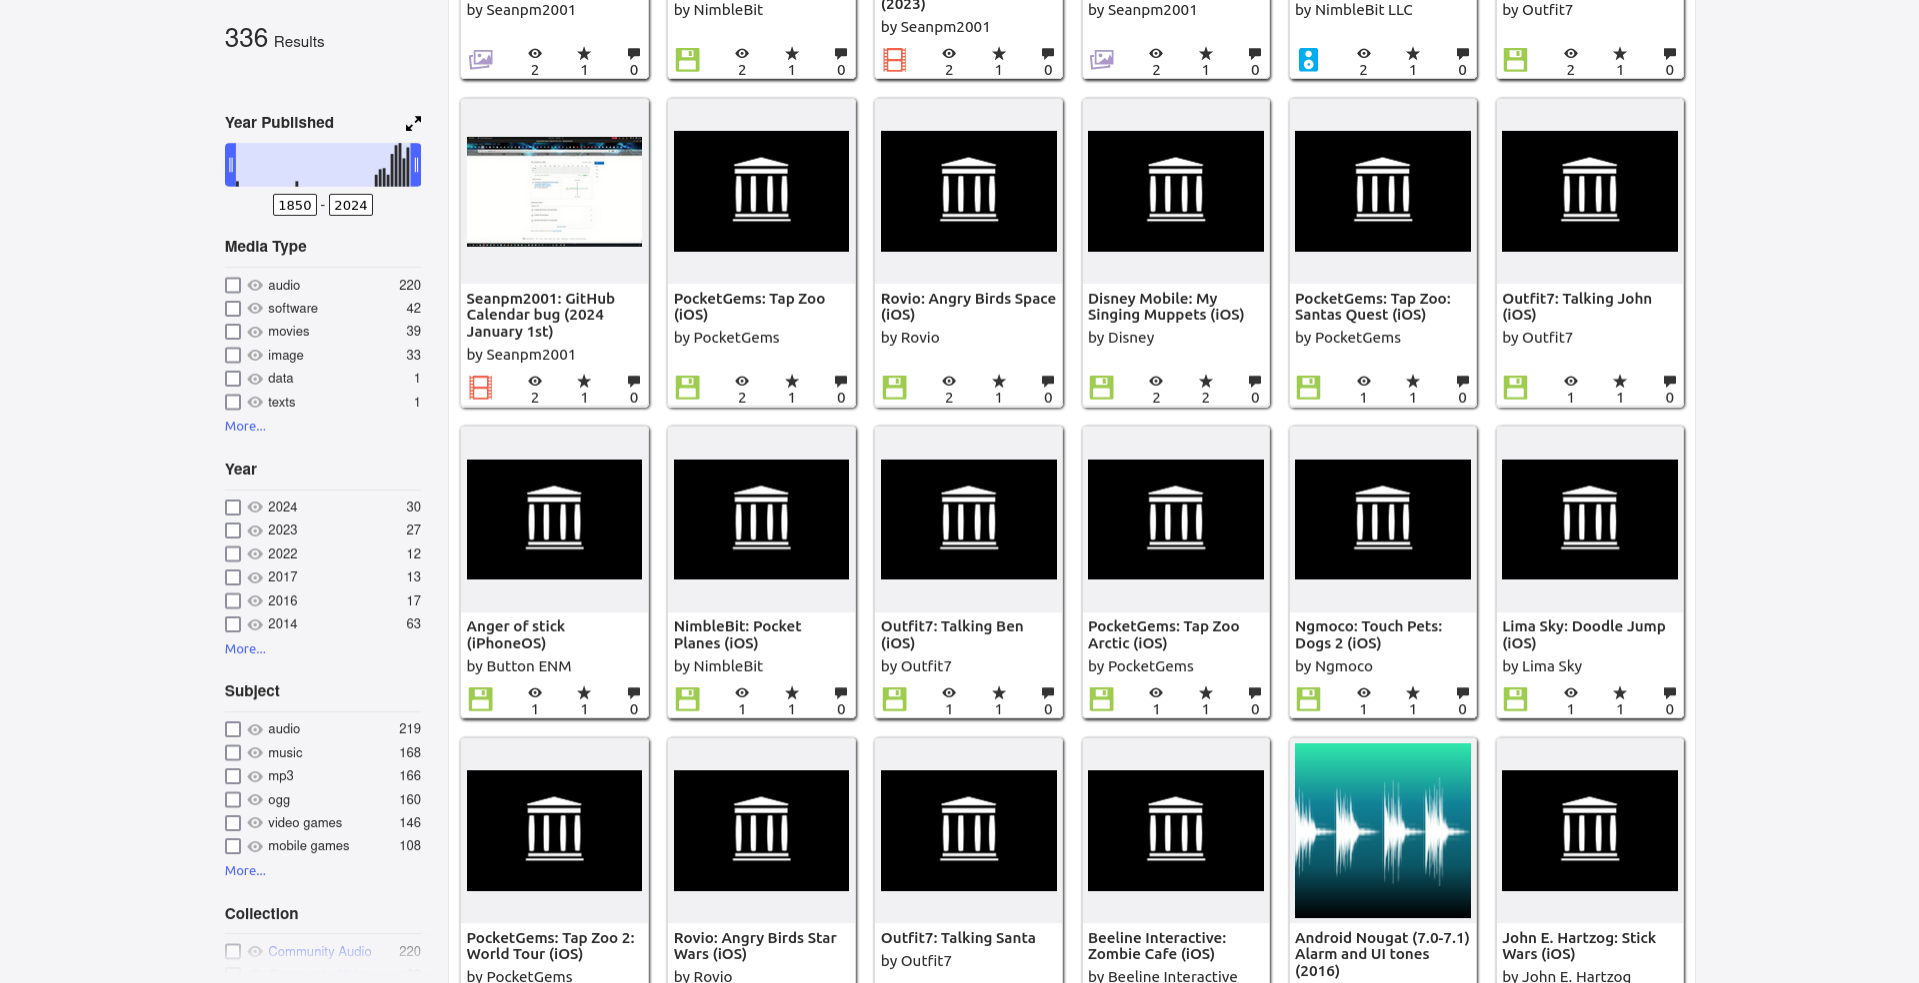 336 Results
Year Published
1850 - 2024
Media Type
audio 220
software 42
movies 39
image 33
data 1
texts 1
More...
Year
2024 30
2023 27
2022 12
2017 13
2016 17
2014 63
More...
Subject
audio 219
music 168
mp3 166
ogg 160
video games 146
mobile games 108
More...
Collection
Community Audio 220
by Seanpm2001
2 1 0
by NimbleBit
2 1 0
(2023)
by Seanpm2001
2 1 0
by Seanpm2001
2 1 0
by NimbleBit LLC
2 1 0
by Outfit7
2 1 0
Seanpm2001: GitHub
Calendar bug (2024
January 1st)
by Seanpm2001
2 1 0
PocketGems: Tap Zoo
(iOS)
by PocketGems
2 1 0
Rovio: Angry Birds Space
(iOS)
by Rovio
2 1 0
Disney Mobile: My
Singing Muppets (iOS)
by Disney
2 2 0
PocketGems: Tap Zoo:
Santas Quest (iOS)
by PocketGems
1 1 0
Outfit7: Talking John
(iOS)
by Outfit7
1 1 0
Anger of stick
(iPhoneOS)
by Button ENM
1 1 0
NimbleBit: Pocket
Planes (iOS)
by NimbleBit
1 1 0
Outfit7: Talking Ben
(iOS)
by Outfit7
1 1 0
PocketGems: Tap Zoo
Arctic (iOS)
by PocketGems
1 1 0
Ngmoco: Touch Pets:
Dogs 2 (iOS)
by Ngmoco
1 1 0
Lima Sky: Doodle Jump
(iOS)
by Lima Sky
1 1 0
PocketGems: Tap Zoo 2:
World Tour (iOS)
by PocketGems
Rovio: Angry Birds Star
Wars (iOS)
by Rovio
Outfit7: Talking Santa
by Outfit7
Beeline Interactive:
Zombie Cafe (iOS)
by Beeline Interactive
Android Nougat (7.0-7.1)
Alarm and UI tones
(2016)
John E. Hartzog: Stick
Wars (iOS)
by John E. Hartzog